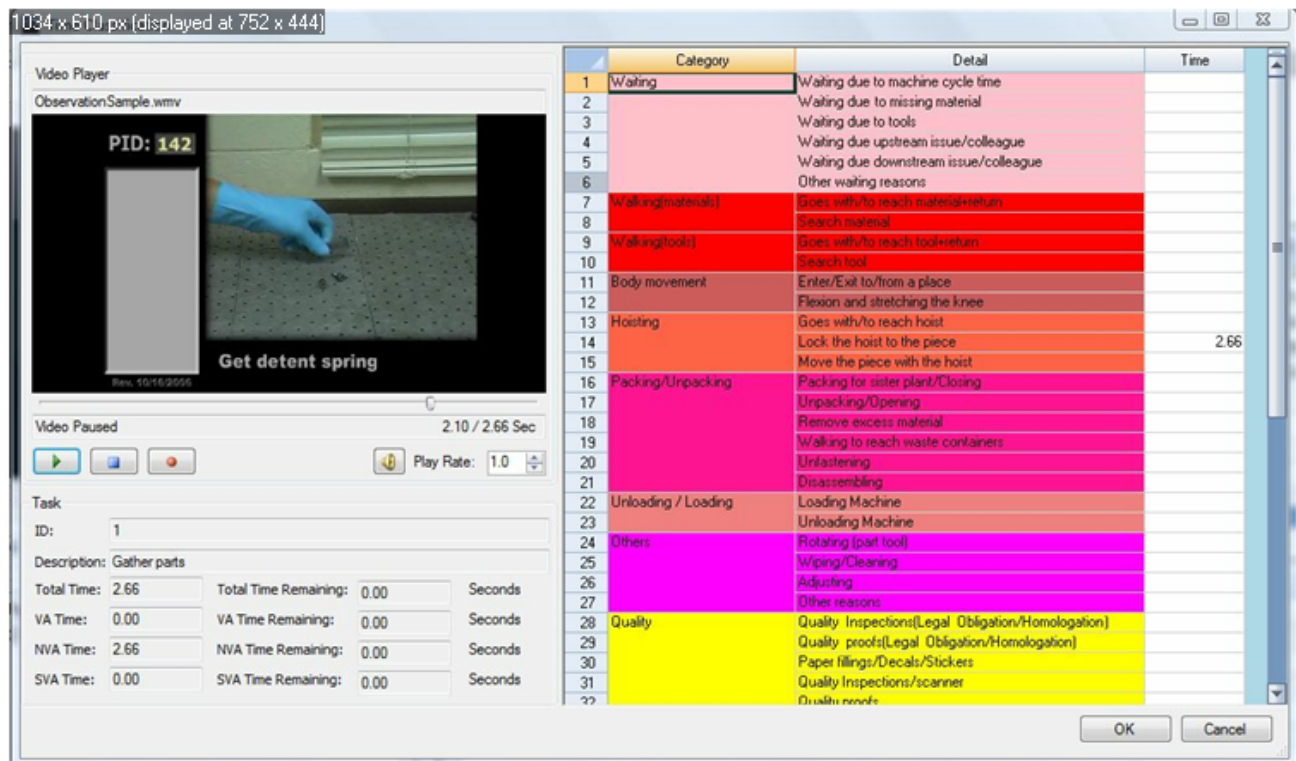 1034 x 610 px (displayed at 752 x 444)
Video Player
ObservationSample.wmv
PID: 142
Get detent spring
Rev. 10/16/2006
Video Paused 2.10 / 2.66 Sec
Play Rate: 1.0
Task
ID: 1
Description: Gather parts
Total Time: 2.66 Total Time Remaining: 0.00 Seconds
VA Time: 0.00 VA Time Remaining: 0.00 Seconds
NVA Time: 2.66 NVA Time Remaining: 0.00 Seconds
SVA Time: 0.00 SVA Time Remaining: 0.00 Seconds
Category Detail Time
1 Waiting Waiting due to machine cycle time
2 Waiting due to missing material
3 Waiting due to tools
4 Waiting due upstream issue/colleague
5 Waiting due downstream issue/colleague
6 Other waiting reasons
7 Walking(materials) Goes with/to reach material+return
8 Search material
9 Walking(tools) Goes with/to reach tool+return
10 Search tool
11 Body movement Enter/Exit to/from a place
12 Flexion and stretching the knee
13 Hoisting Goes with/to reach hoist
14 Lock the hoist to the piece 2.66
15 Move the piece with the hoist
16 Packing/Unpacking Packing for sister plant/Closing
17 Unpacking/Opening
18 Remove excess material
19 Walking to reach waste containers
20 Unfastening
21 Disassembling
22 Unloading / Loading Loading Machine
23 Unloading Machine
24 Others Rotating (part tool)
25 Wiping/Cleaning
26 Adjusting
27 Other reasons
28 Quality Quality Inspections(Legal Obligation/Homologation)
29 Quality proofs(Legal Obligation/Homologation)
30 Paper fillings/Decals/Stickers
31 Quality Inspections/scanner
32 Quality proofs
OK Cancel